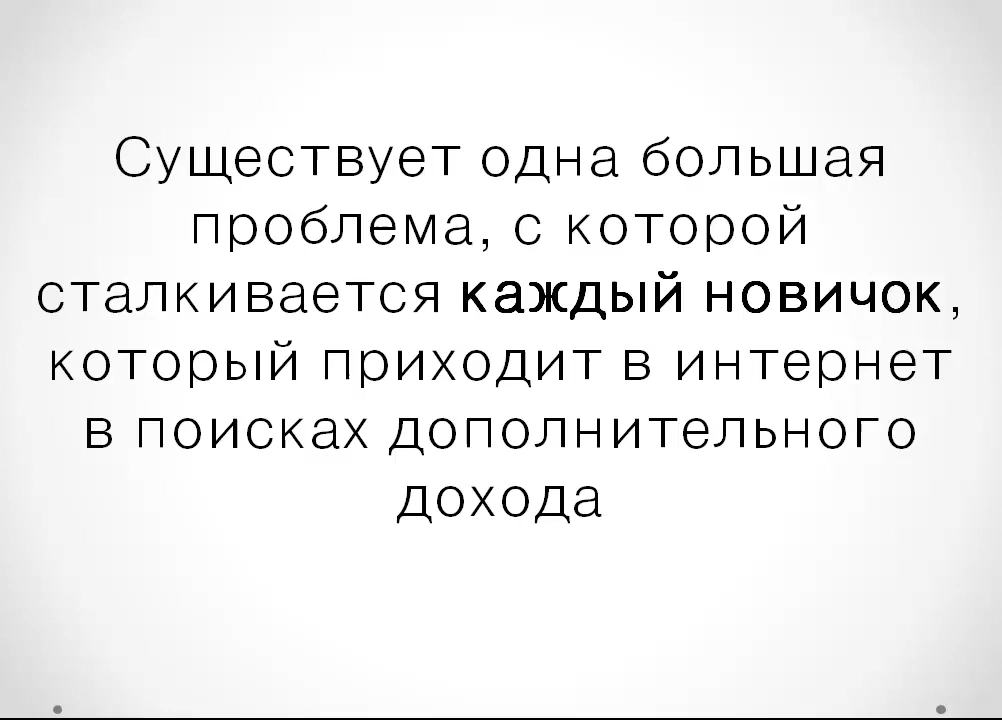 Существует одна большая
проблема, с которой
сталкивается каждый новичок,
который приходит в интернет
в поисках дополнительного
дохода